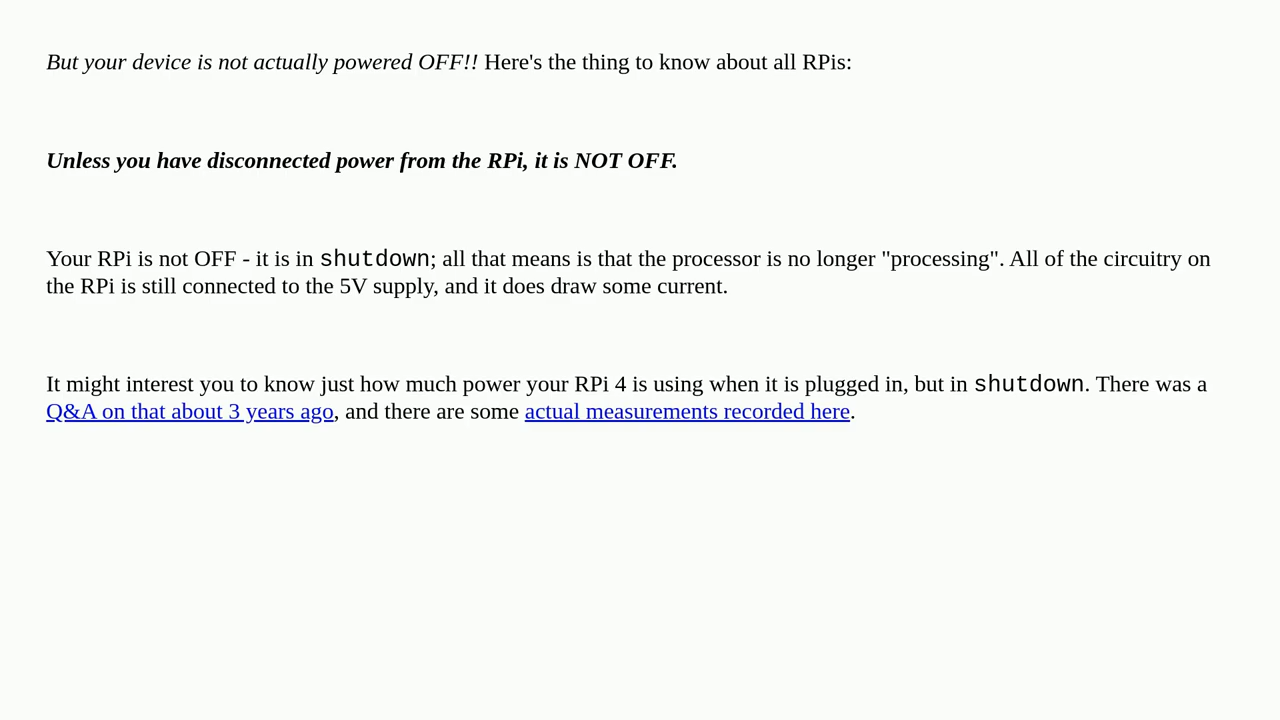 But your device is not actually powered OFF!! Here's the thing to know about all RPis:
Unless you have disconnected power from the RPi, it is NOT OFF.
Your RPi is not OFF - it is in shutdown; all that means is that the processor is no longer "processing". All of the circuitry on
the RPi is still connected to the 5V supply, and it does draw some current.
It might interest you to know just how much power your RPi 4 is using when it is plugged in, but in shutdown. There was a
Q&A on that about 3 years ago, and there are some actual measurements recorded here.